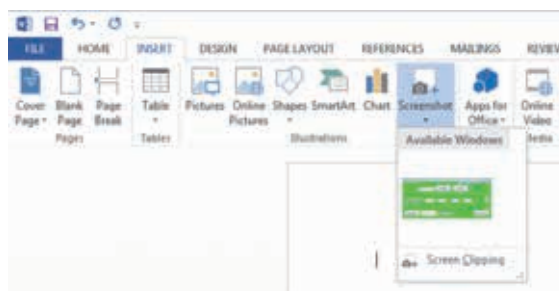 FILE HOME INSERT DESIGN PAGE LAYOUT REFERENCES MAILINGS REVIEW
Cover Page Blank Page Page Break Table Pictures Online Pictures Shapes SmartArt Chart Screenshot Apps for Office Online Video
Pages Tables Illustrations Media
Available Windows
Screen Clipping